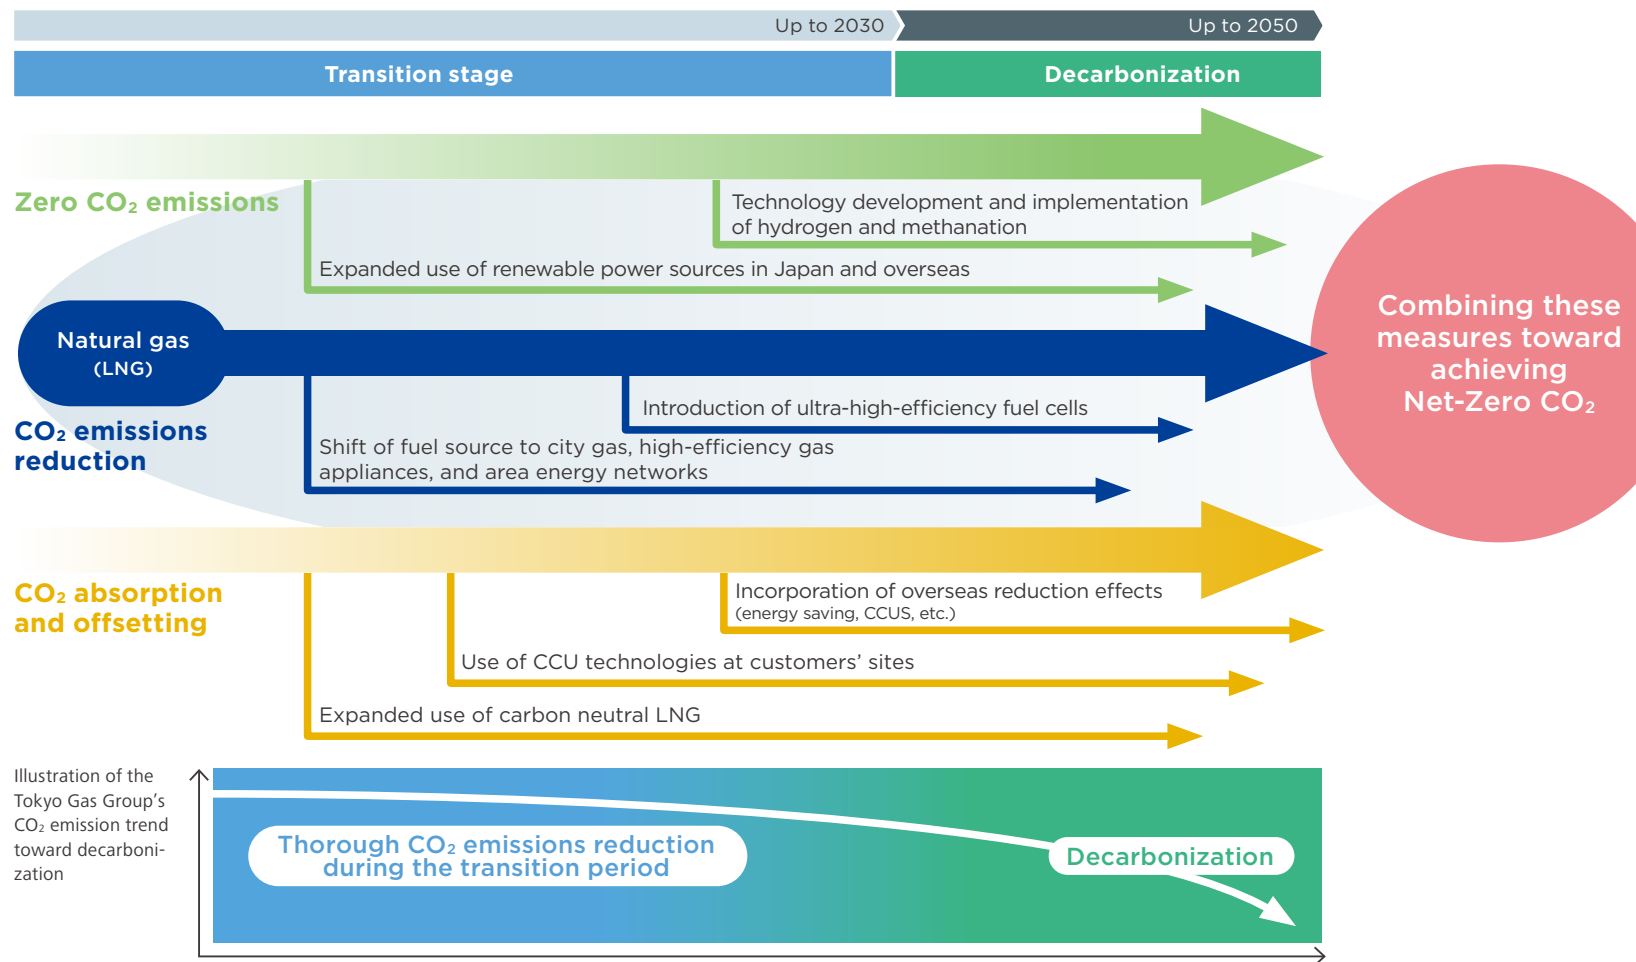 Up to 2030
Up to 2050
Transition stage
Decarbonization
Zero CO₂ emissions
Technology development and implementation
of hydrogen and methanation
Expanded use of renewable power sources in Japan and overseas
Natural gas
(LNG)
CO₂ emissions
reduction
Introduction of ultra-high-efficiency fuel cells
Shift of fuel source to city gas, high-efficiency gas
appliances, and area energy networks
Combining these
measures toward
achieving
Net-Zero CO₂
CO₂ absorption
and offsetting
Incorporation of overseas reduction effects
(energy saving, CCUS, etc.)
Use of CCU technologies at customers’ sites
Expanded use of carbon neutral LNG
Illustration of the
Tokyo Gas Group’s
CO₂ emission trend
toward decarboni-
zation
Thorough CO₂ emissions reduction
during the transition period
Decarbonization